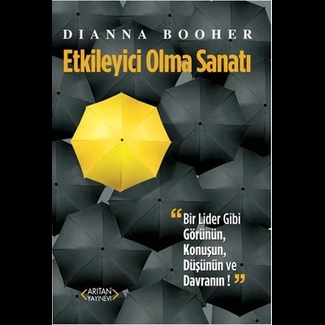 DIANNA BOOHER
Etkileyici Olma Sanatı
“Bir Lider Gibi
Görünün,
Konuşun,
Düşünün ve
Davranın !”
ARITAN
YAYINEVİ